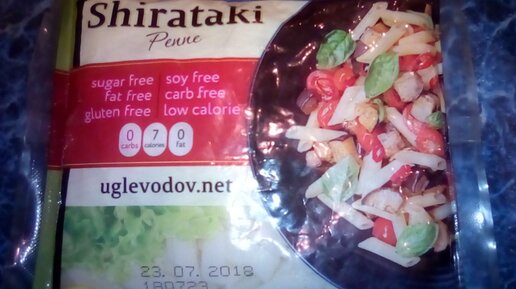 Shirataki
Penne
sugar free
fat free
gluten free
soy free
carb free
low calorie
0
carbs
7
calories
0
fat
uglevodov.net
23. 07. 2018
180723